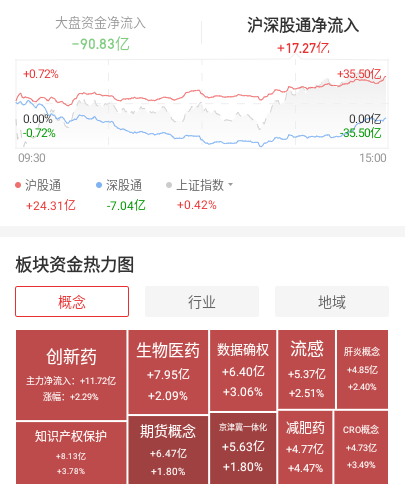 大盘资金净流入 沪深股通净流入
-90.83亿 +17.27亿
+0.72% +35.50亿
0.00% 0.00亿
-0.72% -35.50亿
09:30 15:00
沪股通 深股通 上证指数
+24.31亿 -7.04亿 +0.42%
板块资金热力图
概念 行业 地域
创新药
主力净流入：+11.72亿
涨幅：+2.29%
生物医药
+7.95亿
+2.09%
数据确权
+6.40亿
+3.06%
流感
+5.37亿
+2.51%
肝炎概念
+4.85亿
+2.40%
知识产权保护
+8.13亿
+3.78%
期货概念
+6.47亿
+1.80%
京津冀一体化
+5.63亿
+1.80%
减肥药
+4.77亿
+4.47%
CRO概念
+4.73亿
+3.49%